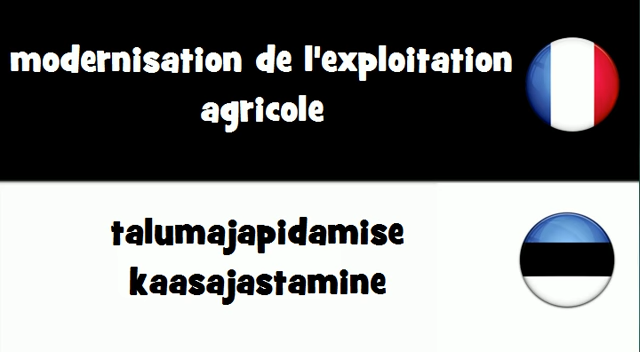 modernisation de l'exploitation
agricole
talumajapidamise
kaasajastamine